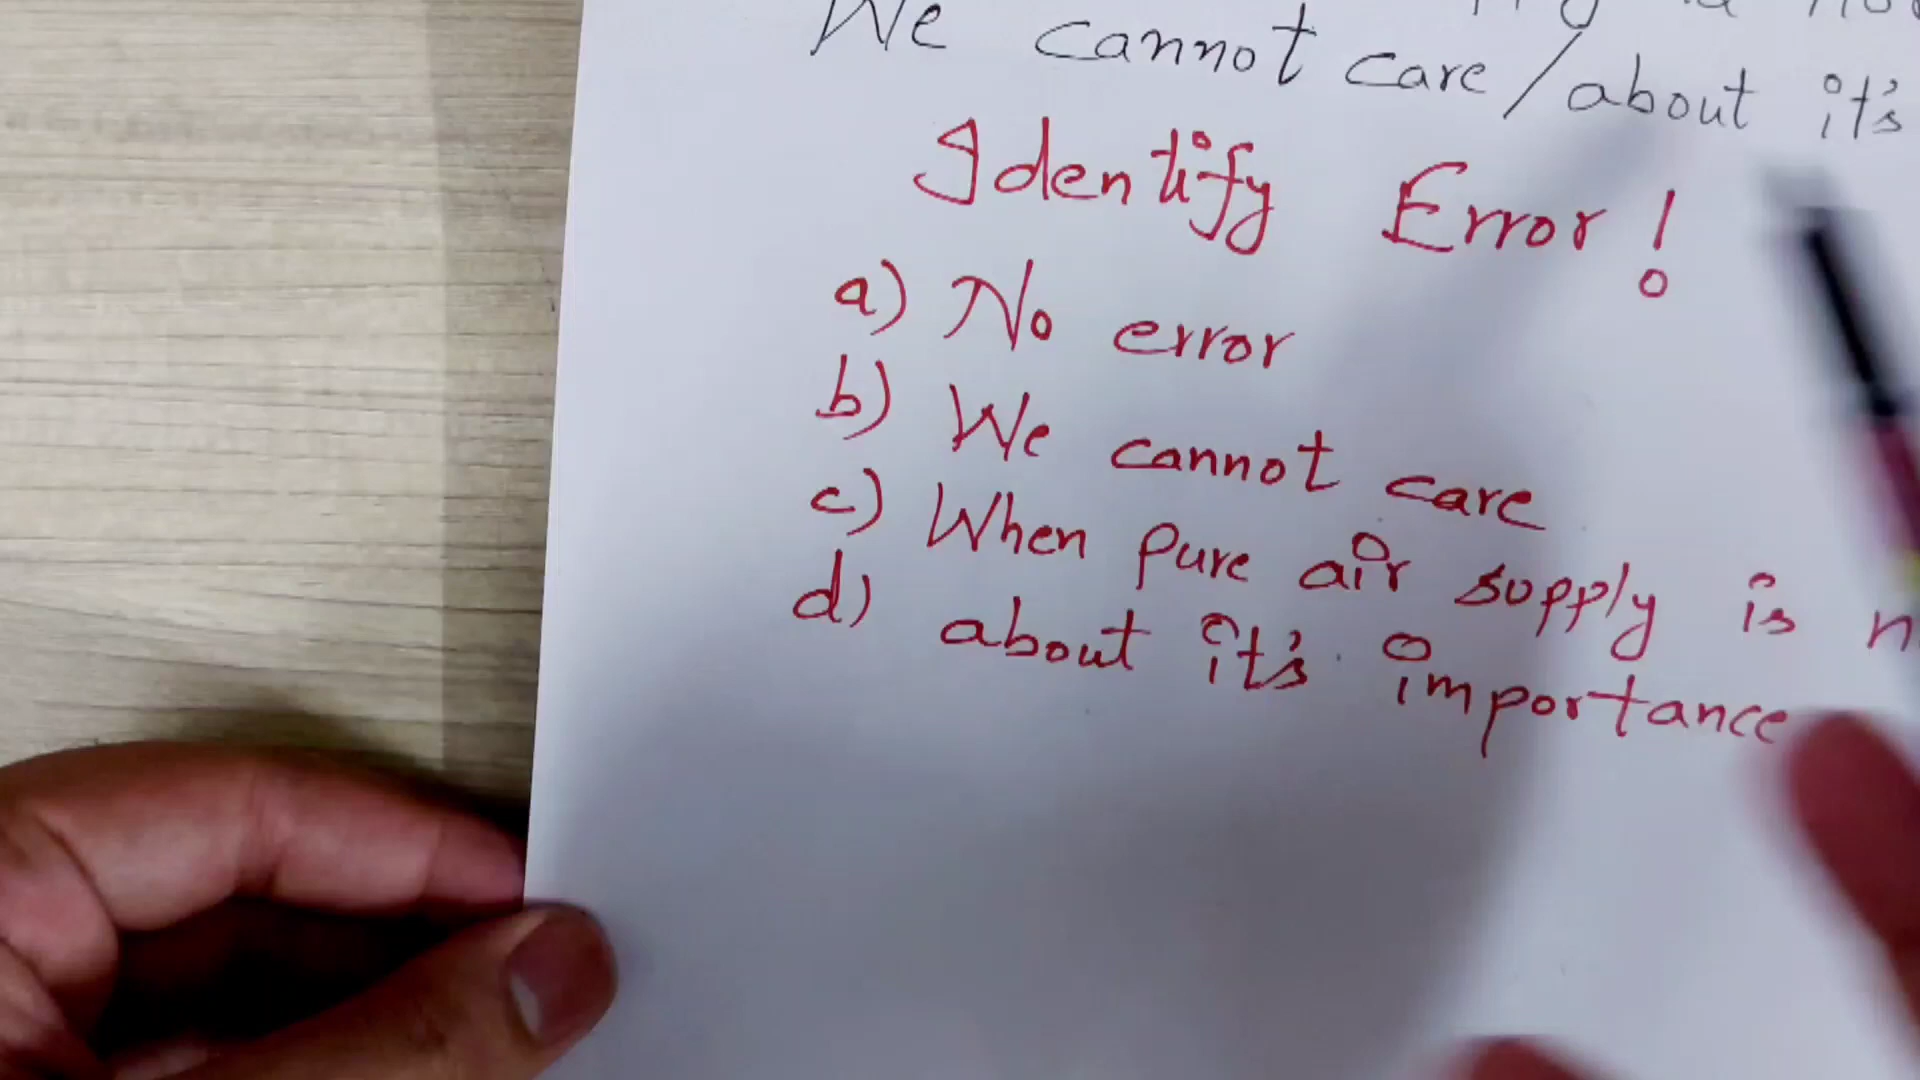 We cannot care/about it's
Identify Error!
a) No error
b) We cannot care
c) When pure air supply is
d) about it's importance